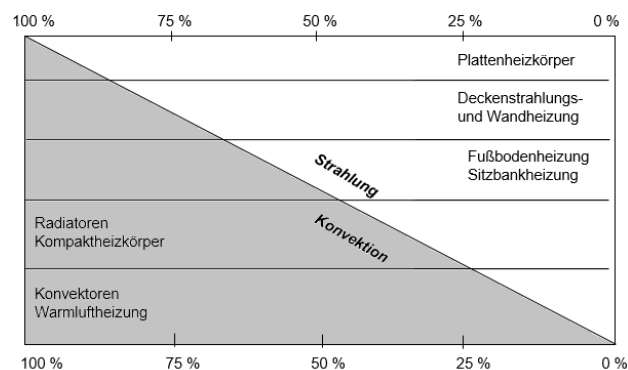 100 % 75 % 50 % 25 % 0 %
Plattenheizkörper
Deckenstrahlungs-
und Wandheizung
Strahlung
Fußbodenheizung
Sitzbankheizung
Radiatoren
Kompaktheizkörper
Konvektion
Konvektoren
Warmluftheizung
100 % 75 % 50 % 25 % 0 %